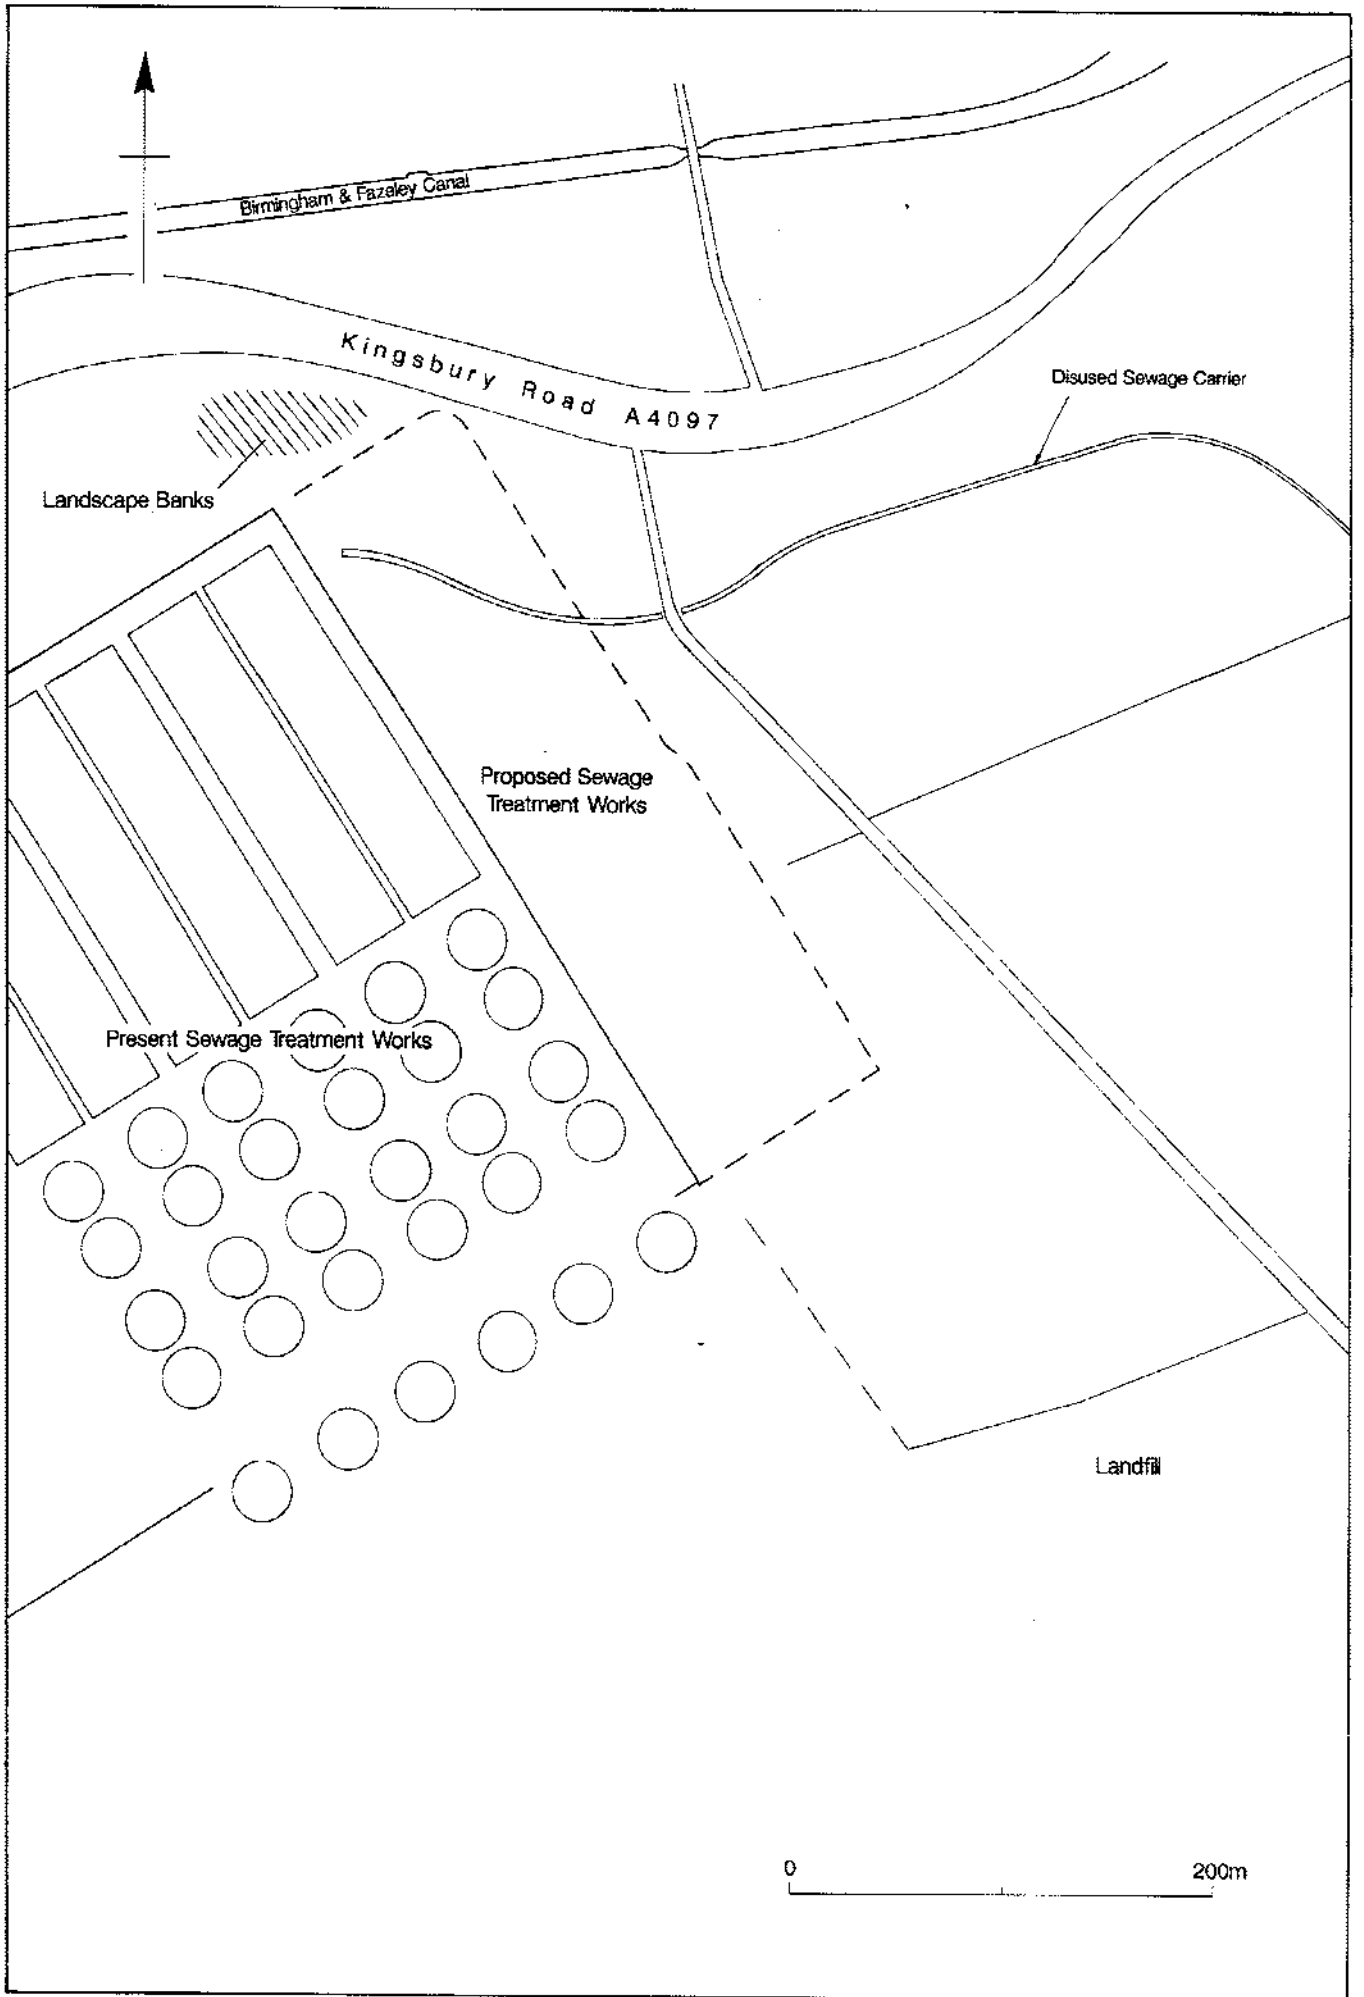 Birmingham & Fazeley Canal
Kingsbury Road A4097
Disused Sewage Carrier
Landscape Banks
Proposed Sewage
Treatment Works
Present Sewage Treatment Works
Landfill
0 200m